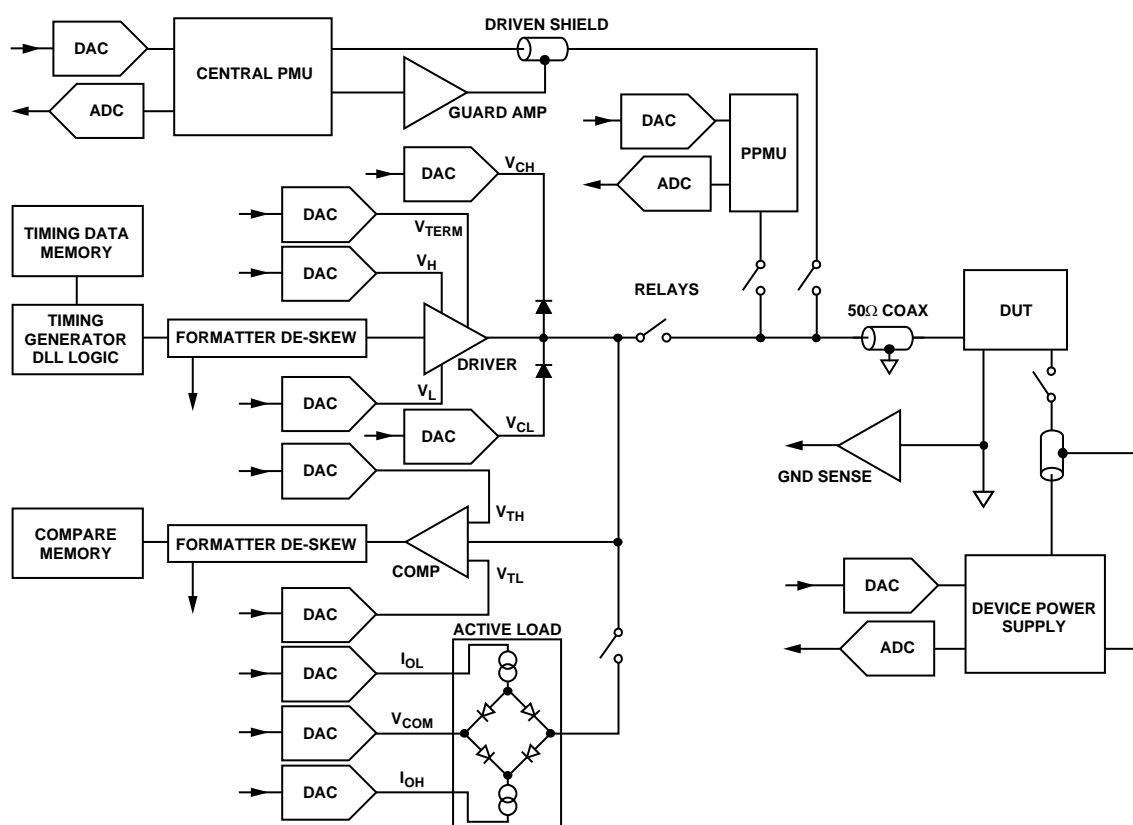 DRIVEN SHIELD
DAC
CENTRAL PMU
ADC
GUARD AMP
DAC
PPMU
ADC
DAC
VCH
DAC
VTERM
TIMING DATA
MEMORY
DAC
VH
RELAYS
50Ω COAX
DUT
TIMING
GENERATOR
DLL LOGIC
FORMATTER DE-SKEW
DRIVER
DAC
VL
DAC
VCL
GND SENSE
DAC
VTH
COMPARE
MEMORY
FORMATTER DE-SKEW
COMP
VTL
DAC
DAC
DEVICE POWER
SUPPLY
ADC
ACTIVE LOAD
DAC
IOL
DAC
VCOM
DAC
IOH